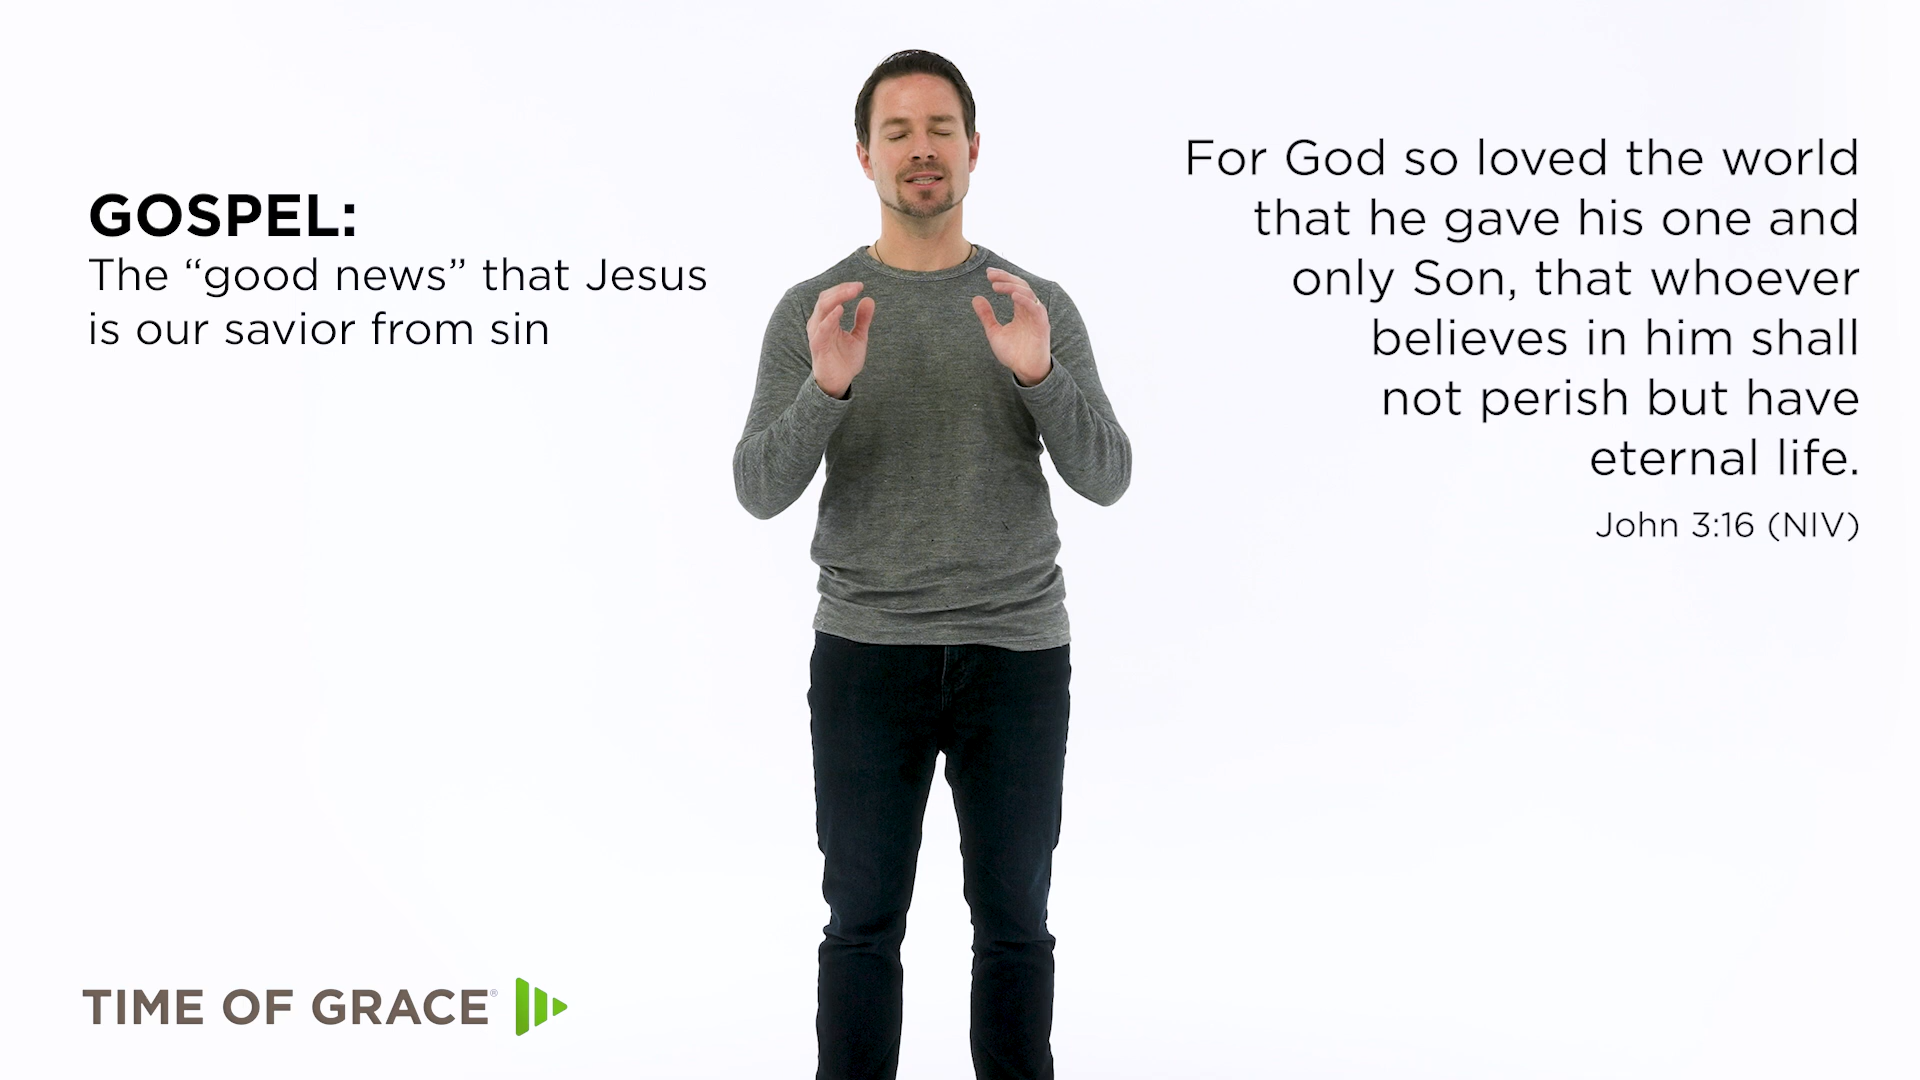 GOSPEL:
The “good news” that Jesus
is our savior from sin
For God so loved the world
that he gave his one and
only Son, that whoever
believes in him shall
not perish but have
eternal life.
John 3:16 (NIV)
TIME OF GRACE®